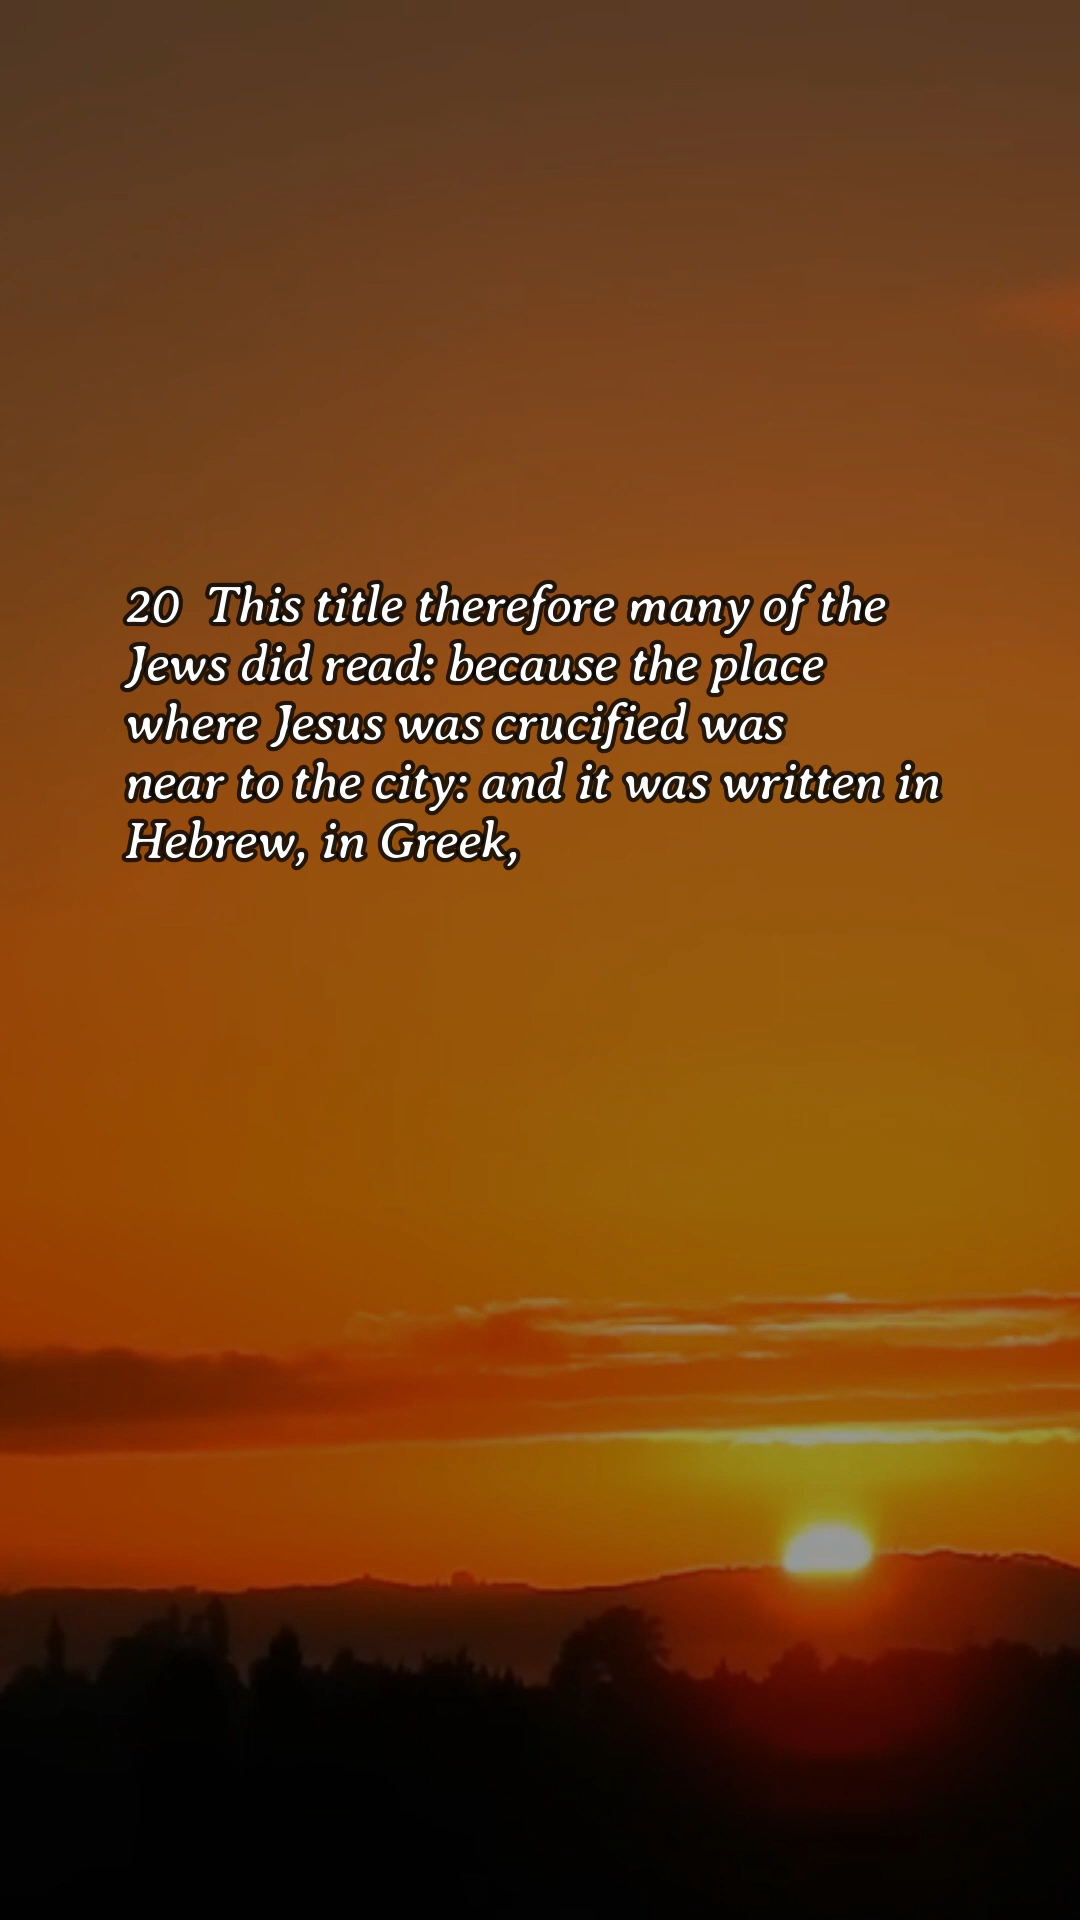 20  This title therefore many of the
Jews did read: because the place
where Jesus was crucified was
near to the city: and it was written in
Hebrew, in Greek,